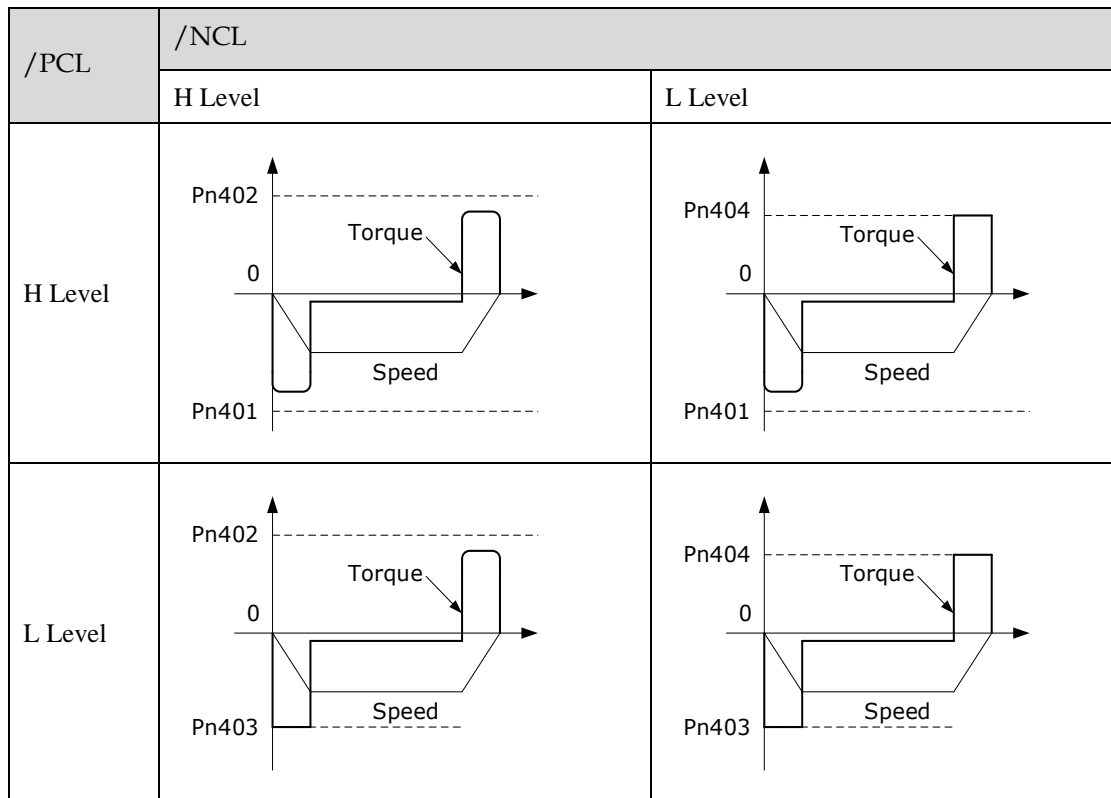 /PCL
/NCL
H Level
L Level
H Level
Pn402
Torque
0
Speed
Pn401
Pn404
Torque
0
Speed
Pn401
L Level
Pn402
Torque
0
Speed
Pn403
Pn404
Torque
0
Speed
Pn403